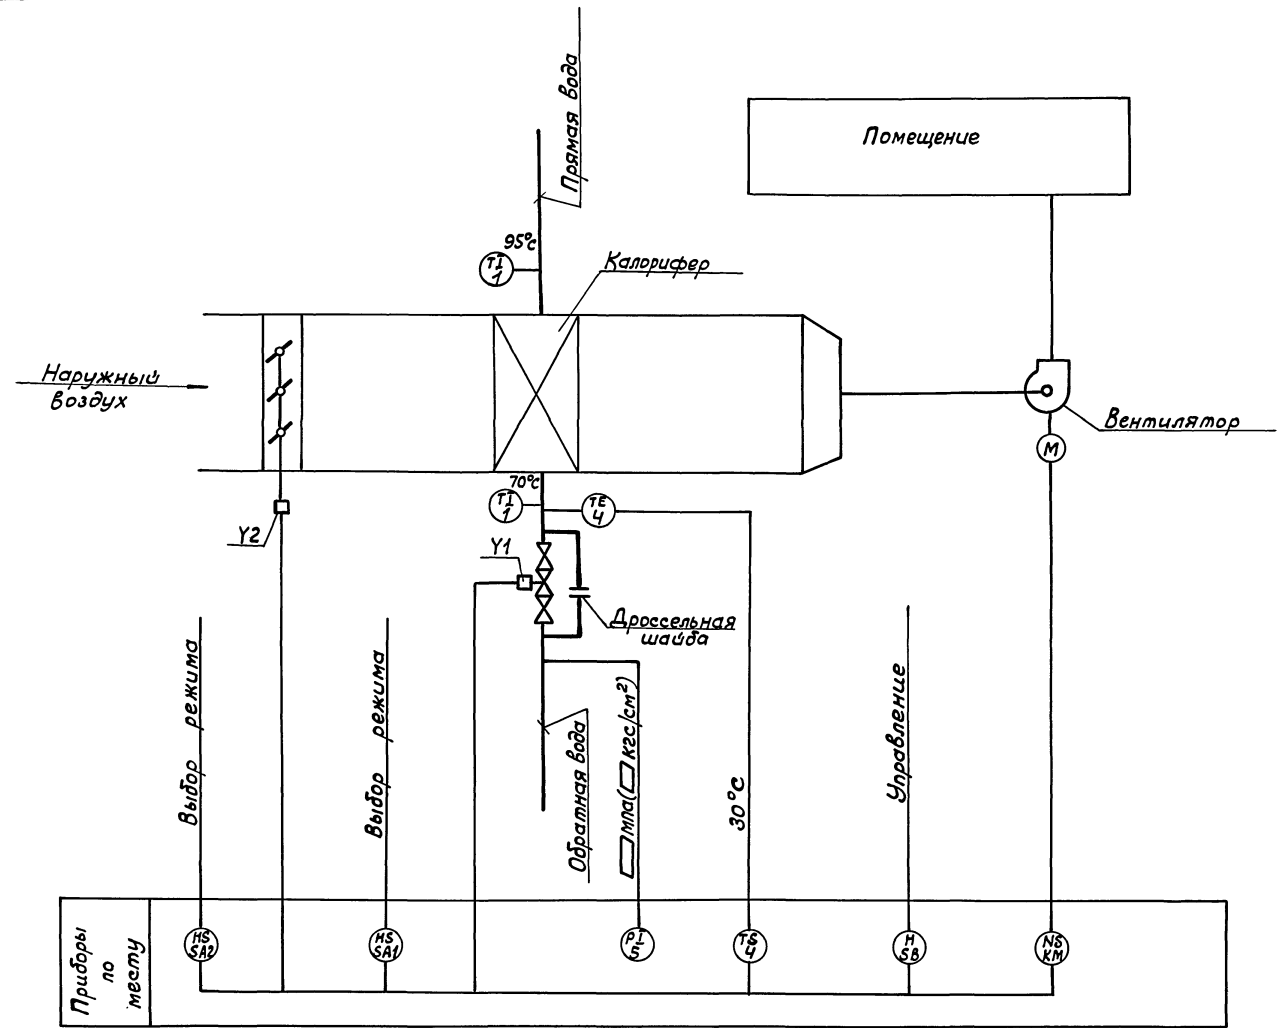 Прямая вода
Помещение
95°С
TI
1
Калорифер
Наружный
воздух
Вентилятор
М
70°С
TI
1
TE
4
Y2
Y1
Дроссельная
шайба
Выбор режима
Выбор режима
Обратная вода
МПа( кгс/см²)
30°С
Управление
Приборы
по
месту
HS
SA2
HS
SA1
PI
5
TS
4
H
SB
NS
KM